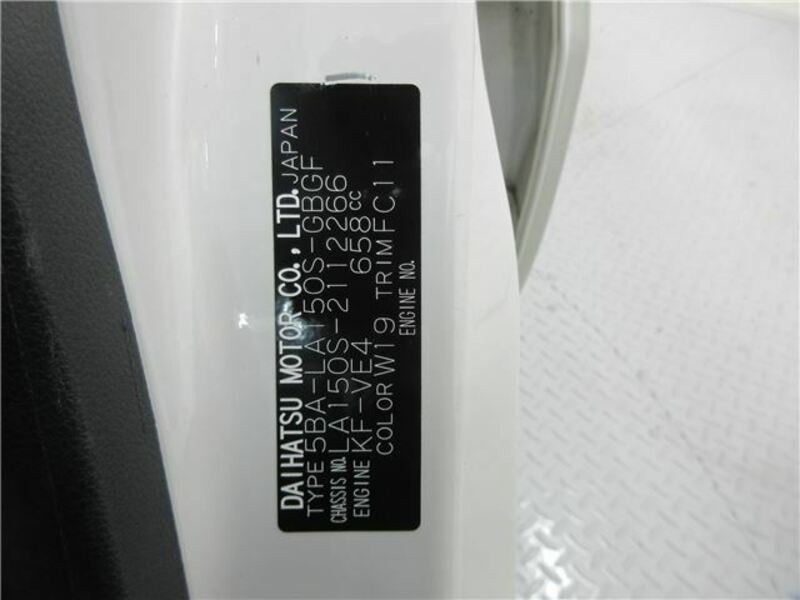 DAIHATSU MOTOR CO., LTD. JAPAN
TYPE 5BA-LA150S-GBGF
CHASSIS NO. LA150S-2112266
ENGINE KF-VE4 658cc
COLOR W19 TRIM FC11
ENGINE NO.